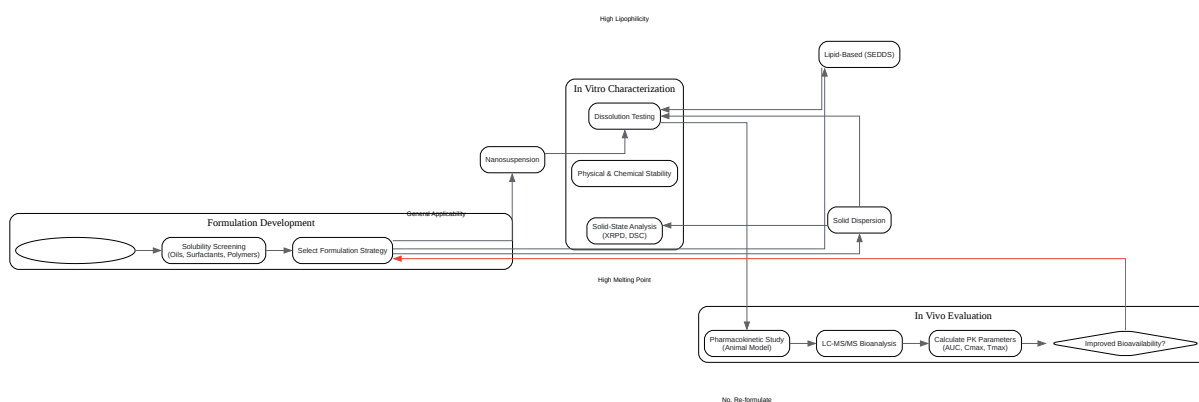 High Lipophilicity
Lipid-Based (SEDDS)
In Vitro Characterization
Dissolution Testing
Nanosuspension
Physical & Chemical Stability
General Applicability
Formulation Development
Solid-State Analysis
(XRPD, DSC)
Solid Dispersion
Solubility Screening
(Oils, Surfactants, Polymers)
Select Formulation Strategy
High Melting Point
In Vivo Evaluation
Pharmacokinetic Study
(Animal Model)
LC-MS/MS Bioanalysis
Calculate PK Parameters
(AUC, Cmax, Tmax)
Improved Bioavailability?
No. Re-formulate